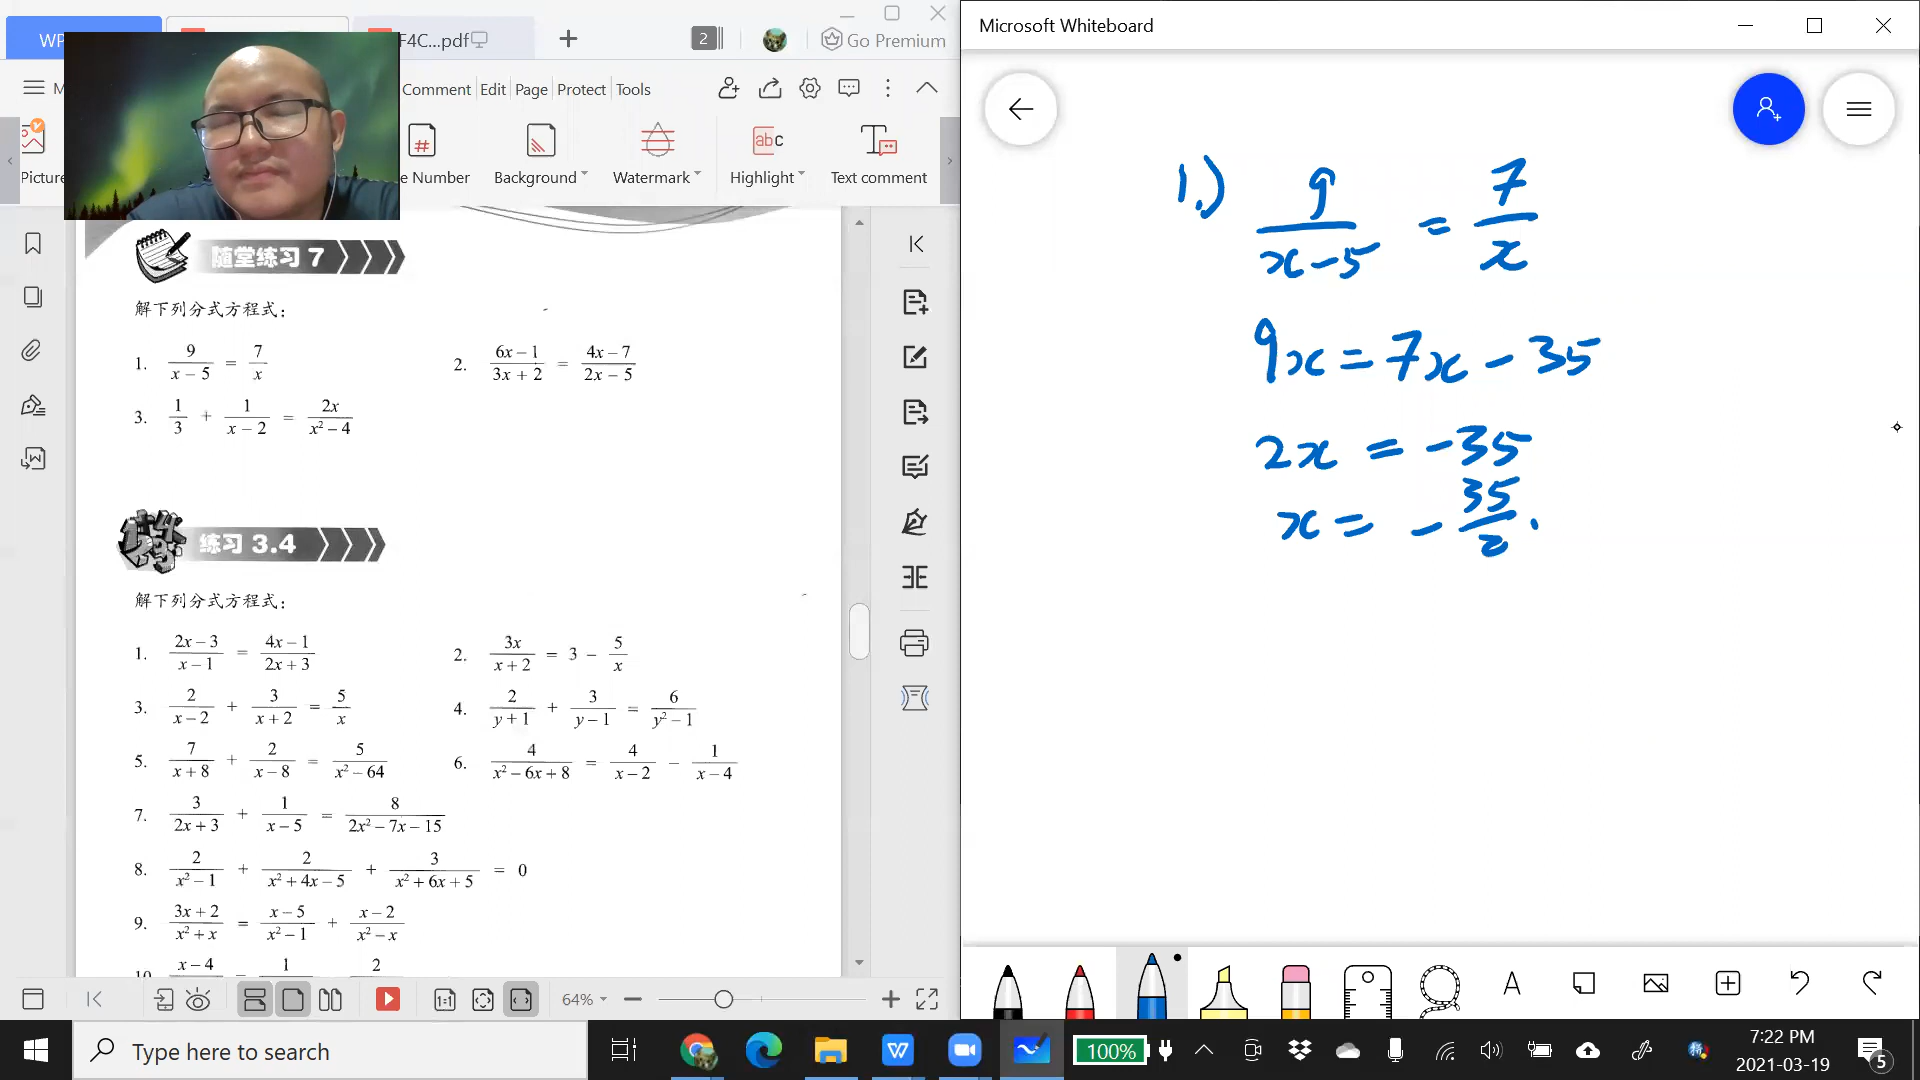 WP
F4C...pdf
2
Go Premium
Comment Edit Page Protect Tools
Picture
e Number
Background
Watermark
Highlight
Text comment
随堂练习 7
解下列分式方程式：
1. 9/(x − 5) = 7/x
2. (6x − 1)/(3x + 2) = (4x − 7)/(2x − 5)
3. 1/3 + 1/(x − 2) = 2x/(x² − 4)
练习 3.4
解下列分式方程式：
1. (2x − 3)/(x − 1) = (4x − 1)/(2x + 3)
2. 3x/(x + 2) = 3 − 5/x
3. 2/(x − 2) + 3/(x + 2) = 5/x
4. 2/(y + 1) + 3/(y − 1) = 6/(y² − 1)
5. 7/(x + 8) + 2/(x − 8) = 5/(x² − 64)
6. 4/(x² − 6x + 8) = 4/(x − 2) − 1/(x − 4)
7. 3/(2x + 3) + 1/(x − 5) = 8/(2x² − 7x − 15)
8. 2/(x² − 1) + 2/(x² + 4x − 5) + 3/(x² + 6x + 5) = 0
9. (3x + 2)/(x² + x) = (x − 5)/(x² − 1) + (x − 2)/(x² − x)
x − 4 1 2
64%
Microsoft Whiteboard
1.) 9/(x − 5) = 7/x
9x = 7x − 35
2x = −35
x = − 35/2 .
Type here to search
100%
7:22 PM
2021-03-19
5